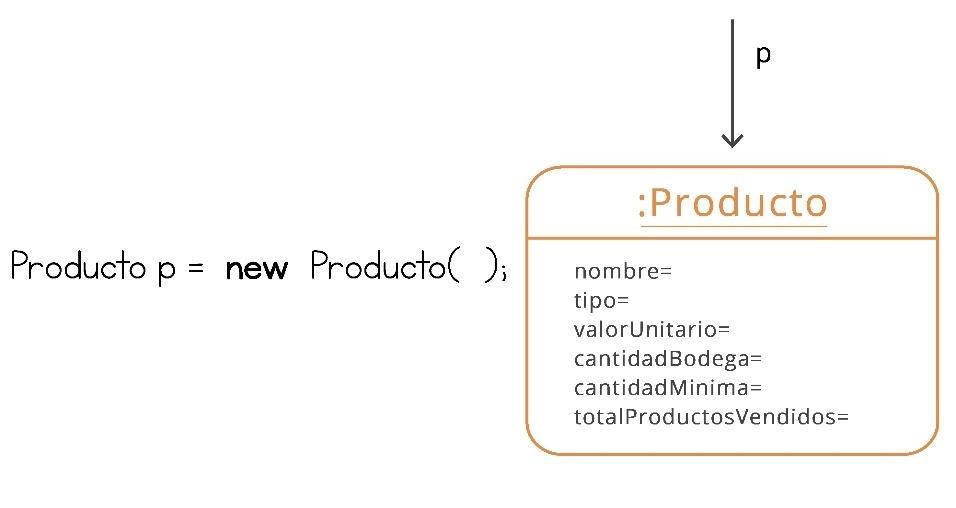 p
:Producto
Producto p = new Producto( );
nombre=
tipo=
valorUnitario=
cantidadBodega=
cantidadMinima=
totalProductosVendidos=